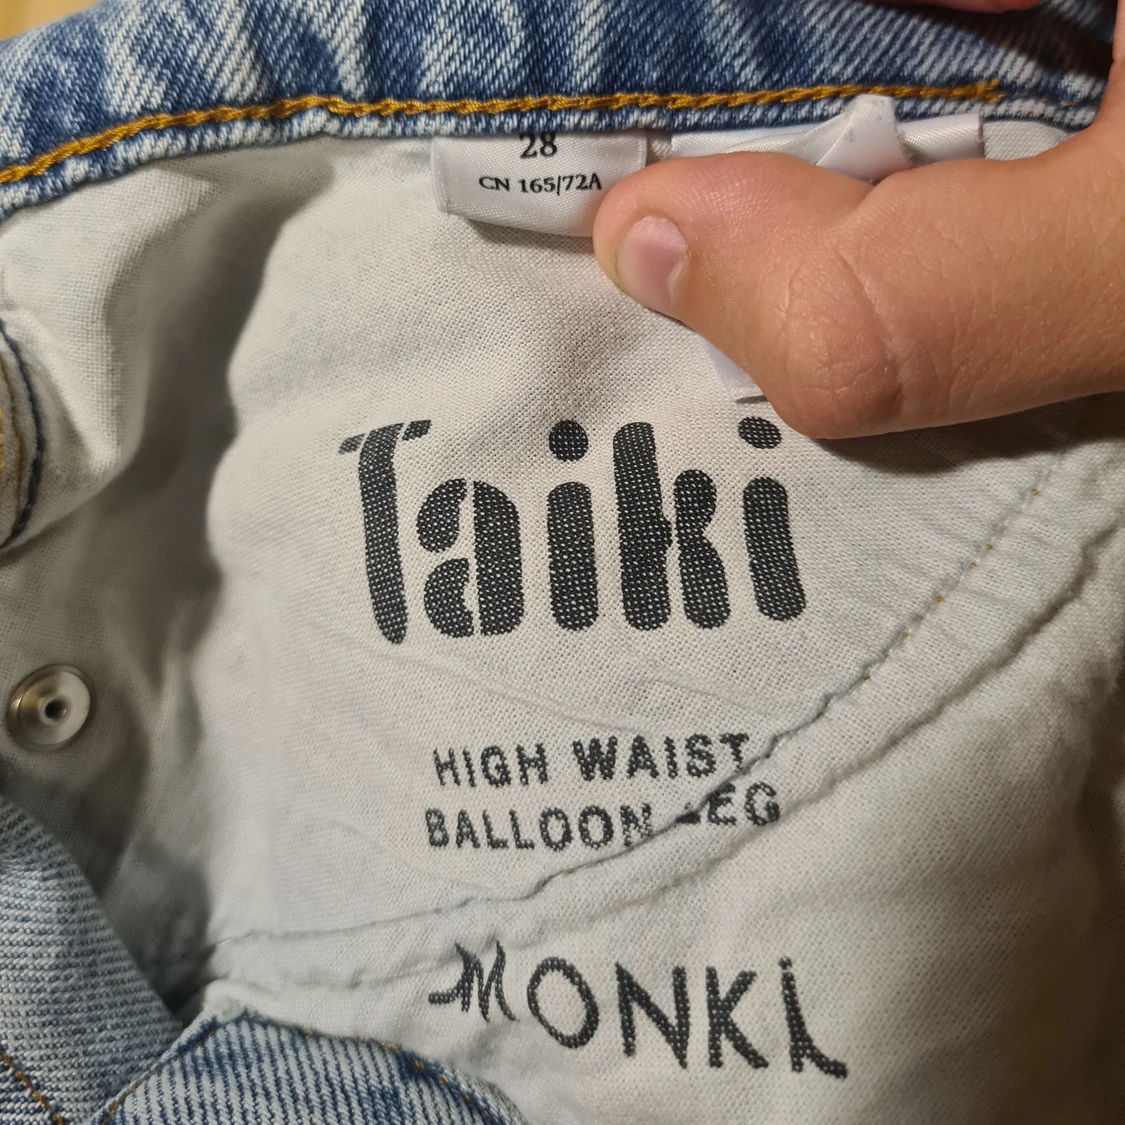 28
CN 165/72A
Taiki
HIGH WAIST
BALLOON LEG
MONKI